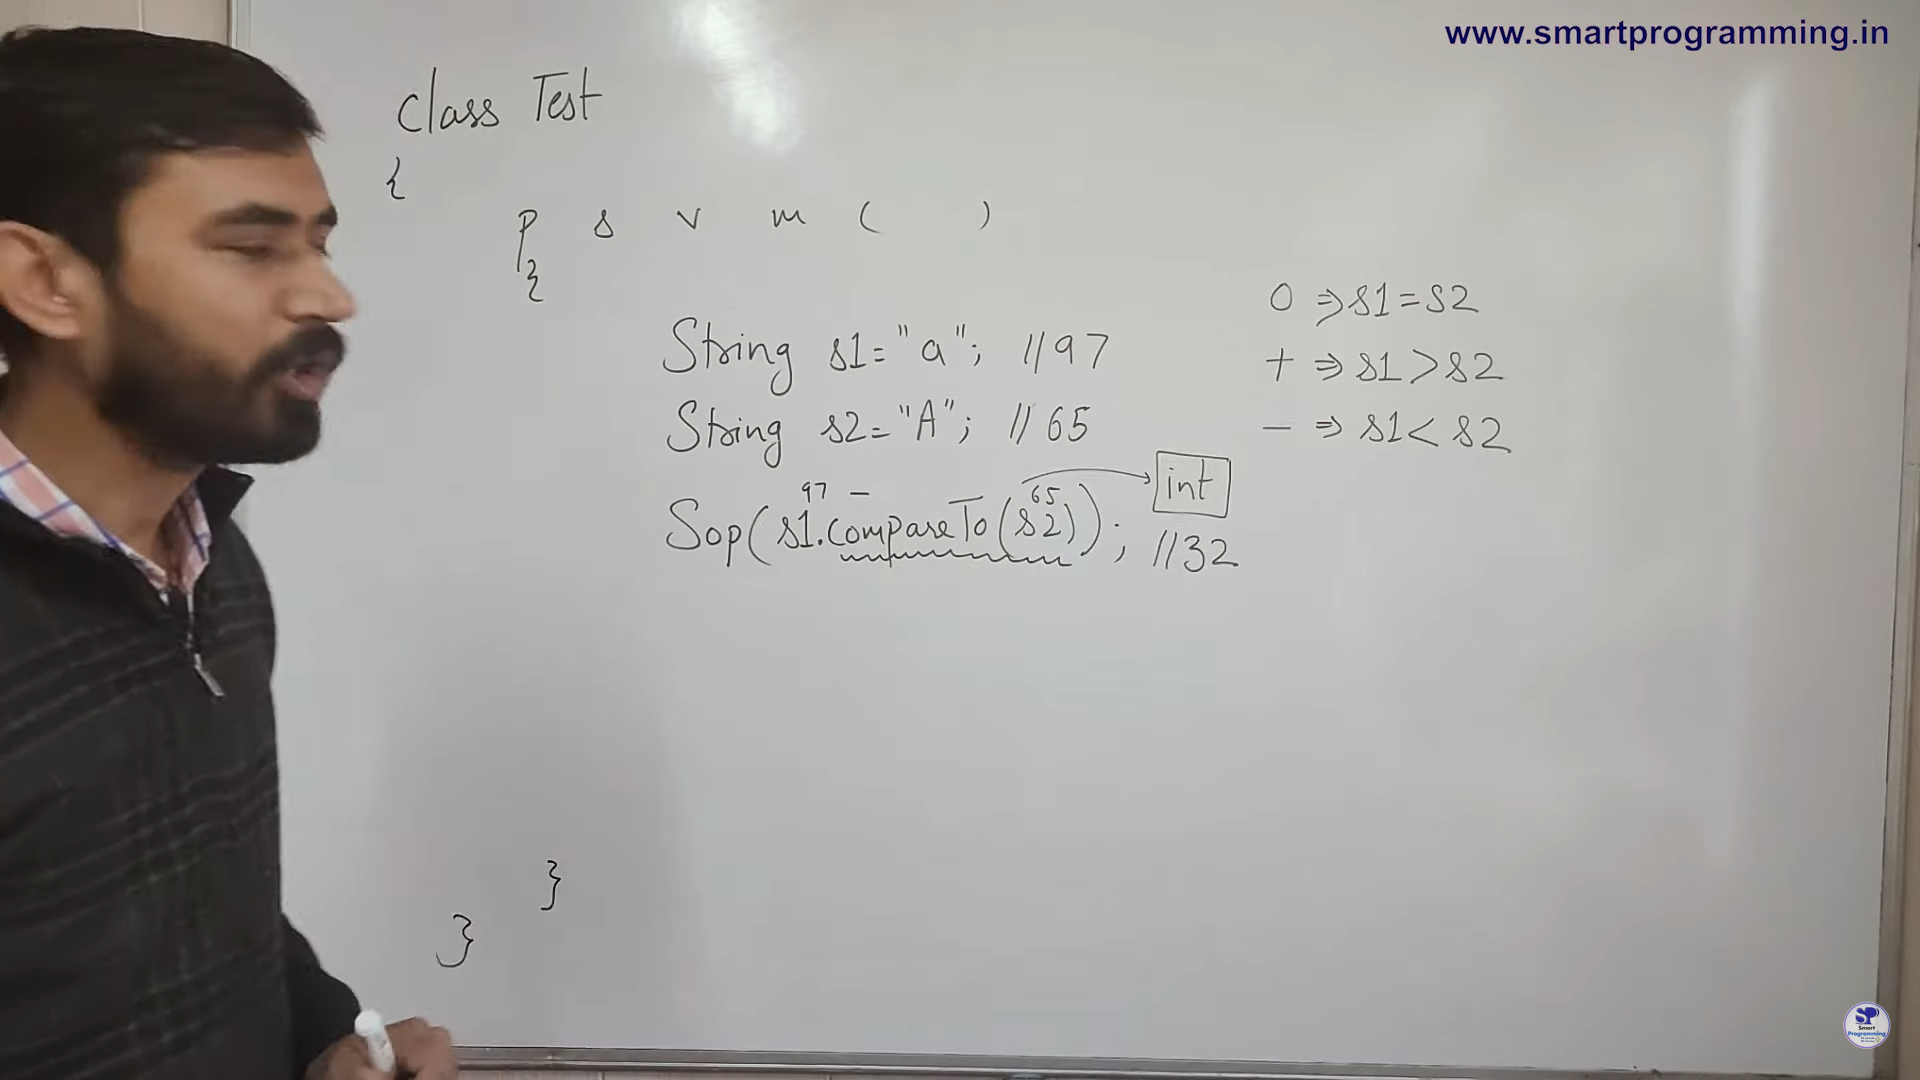 www.smartprogramming.in
class Test
{
p s v m ( )
{
String s1="a"; //97
String s2="A"; //65
97 - 65 int
Sop(s1.compareTo(s2)); //32
}
}
0 ⇒ s1=s2
+ ⇒ s1>s2
- ⇒ s1< s2
SP
Smart
Programming